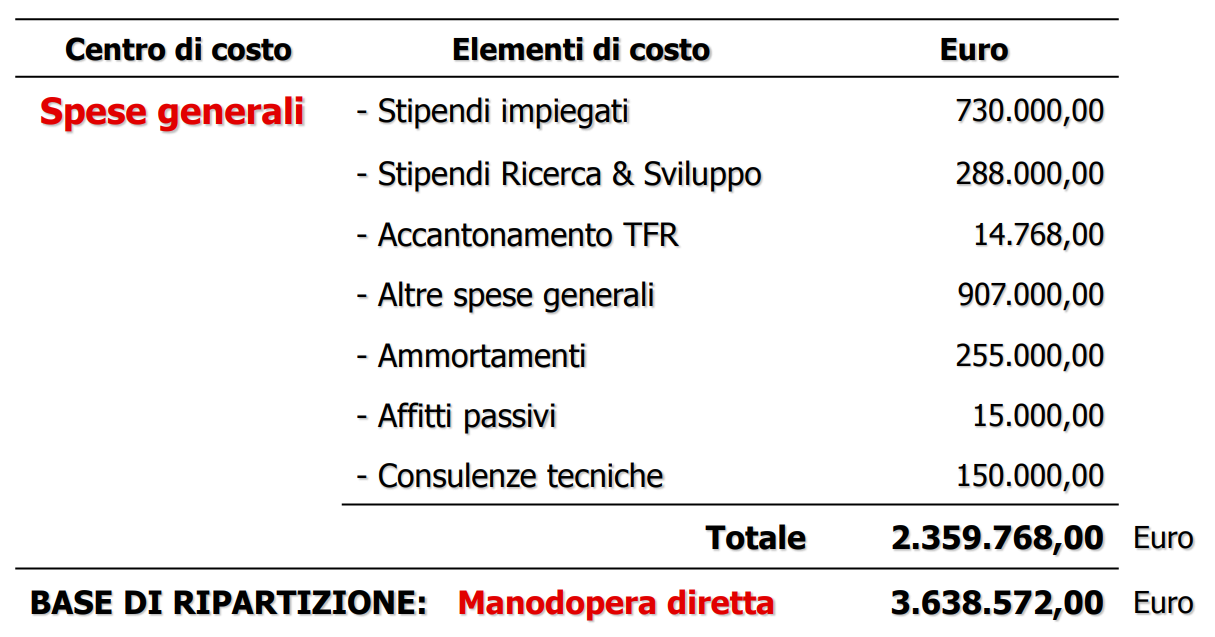 Centro di costo Elementi di costo Euro
Spese generali - Stipendi impiegati 730.000,00
- Stipendi Ricerca & Sviluppo 288.000,00
- Accantonamento TFR 14.768,00
- Altre spese generali 907.000,00
- Ammortamenti 255.000,00
- Affitti passivi 15.000,00
- Consulenze tecniche 150.000,00
Totale 2.359.768,00 Euro
BASE DI RIPARTIZIONE: Manodopera diretta 3.638.572,00 Euro